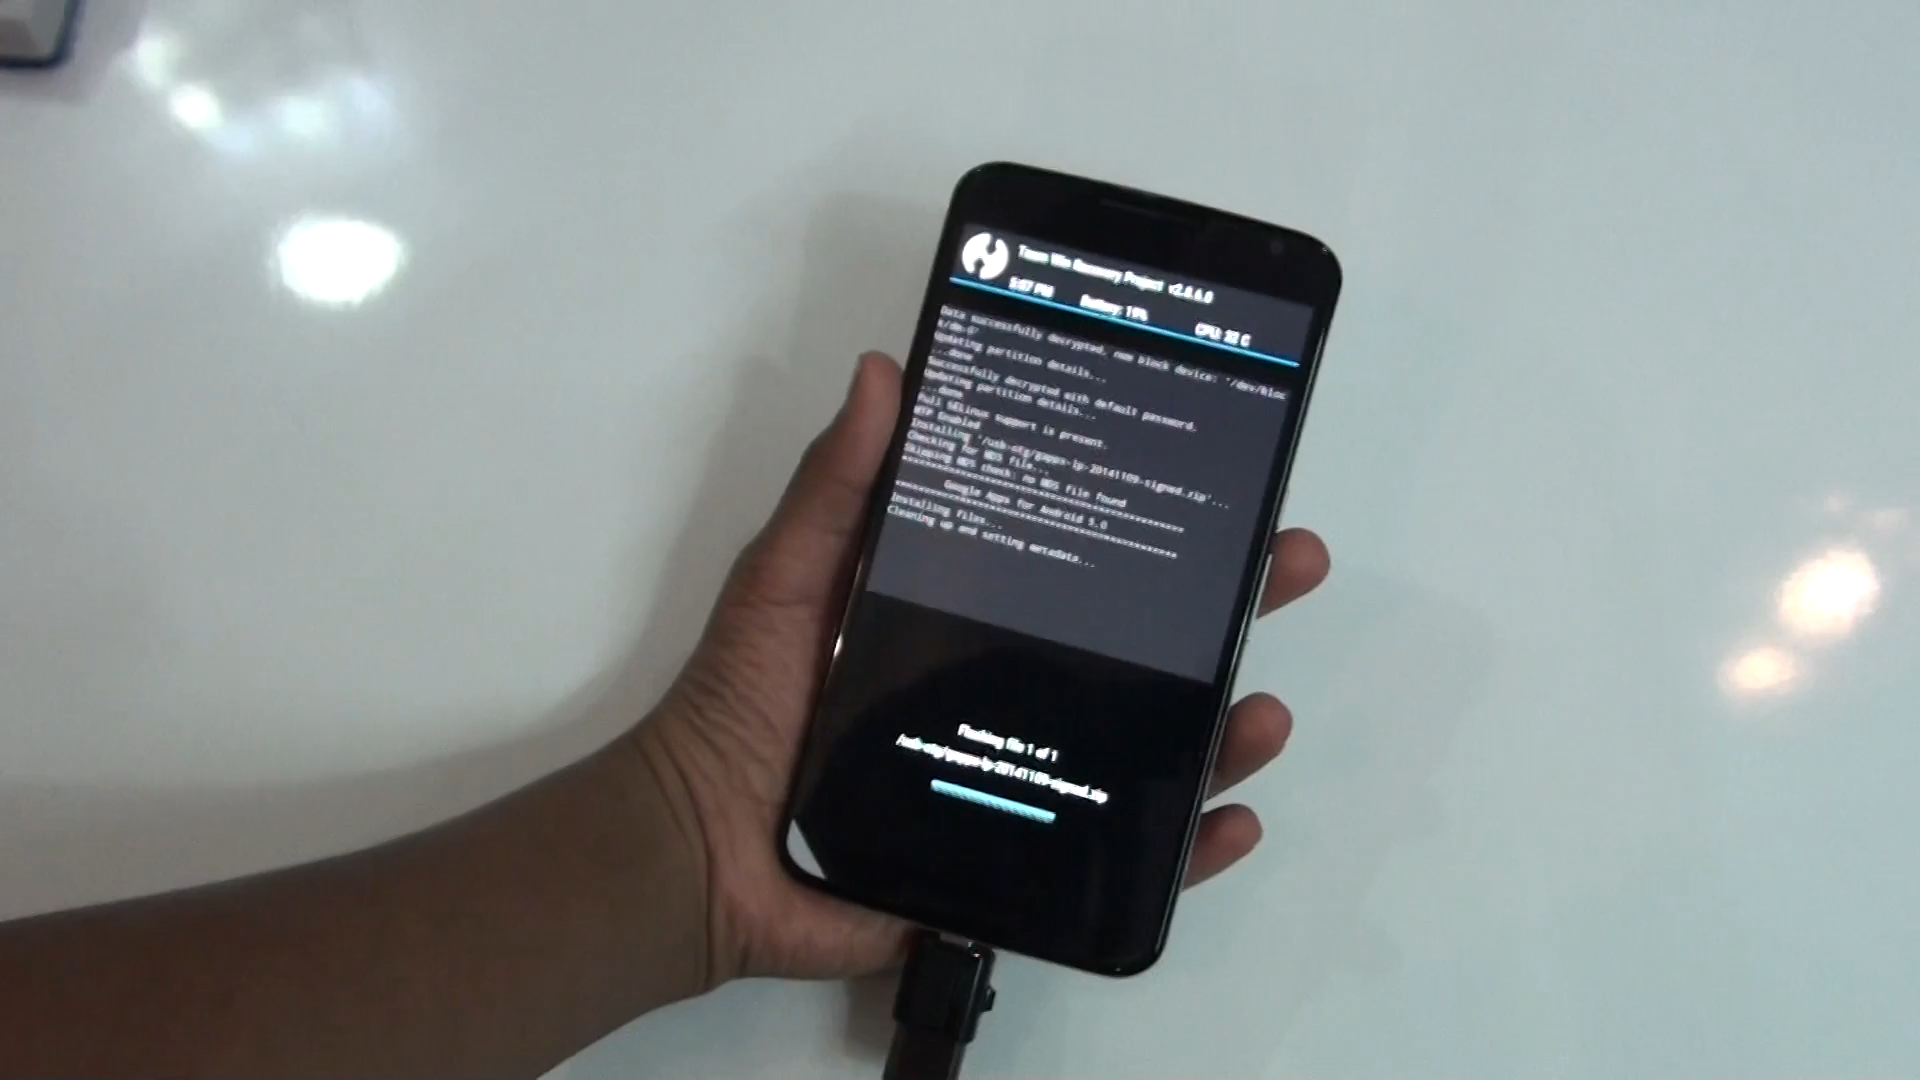 Team Win Recovery Project v2.8.6.0
5:07 PM Battery: 19% CPU: 32 C
Data successfully decrypted, new block device: '/dev/bloc
k/dm-0'
Updating partition details...
...done
Successfully decrypted with default password.
Updating partition details...
...done
Full SELinux support is present.
MTP Enabled
Installing '/usb-otg/gapps-lp-20141109-signed.zip'...
Checking for MD5 file...
Skipping MD5 check: no MD5 file found
Google Apps for Android 5.0
Installing files...
Cleaning up and setting metadata...
Flashing file 1 of 1
/usb-otg/gapps-lp-20141109-signed.zip